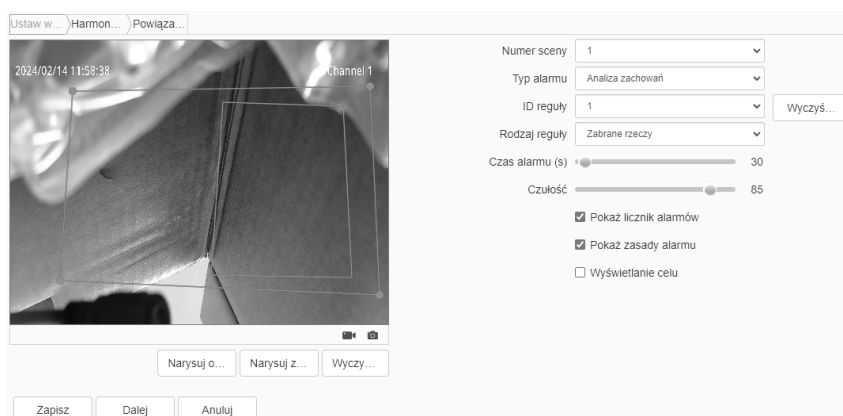 Ustaw w... Harmon... Powiąza...
2024/02/14 11:58:38 Channel 1
Numer sceny 1
Typ alarmu Analiza zachowań
ID reguły 1 Wyczyś...
Rodzaj reguły Zabrane rzeczy
Czas alarmu (s) 30
Czułość 85
Pokaż licznik alarmów
Pokaż zasady alarmu
Wyświetlanie celu
Narysuj o... Narysuj z... Wyczy...
Zapisz Dalej Anuluj